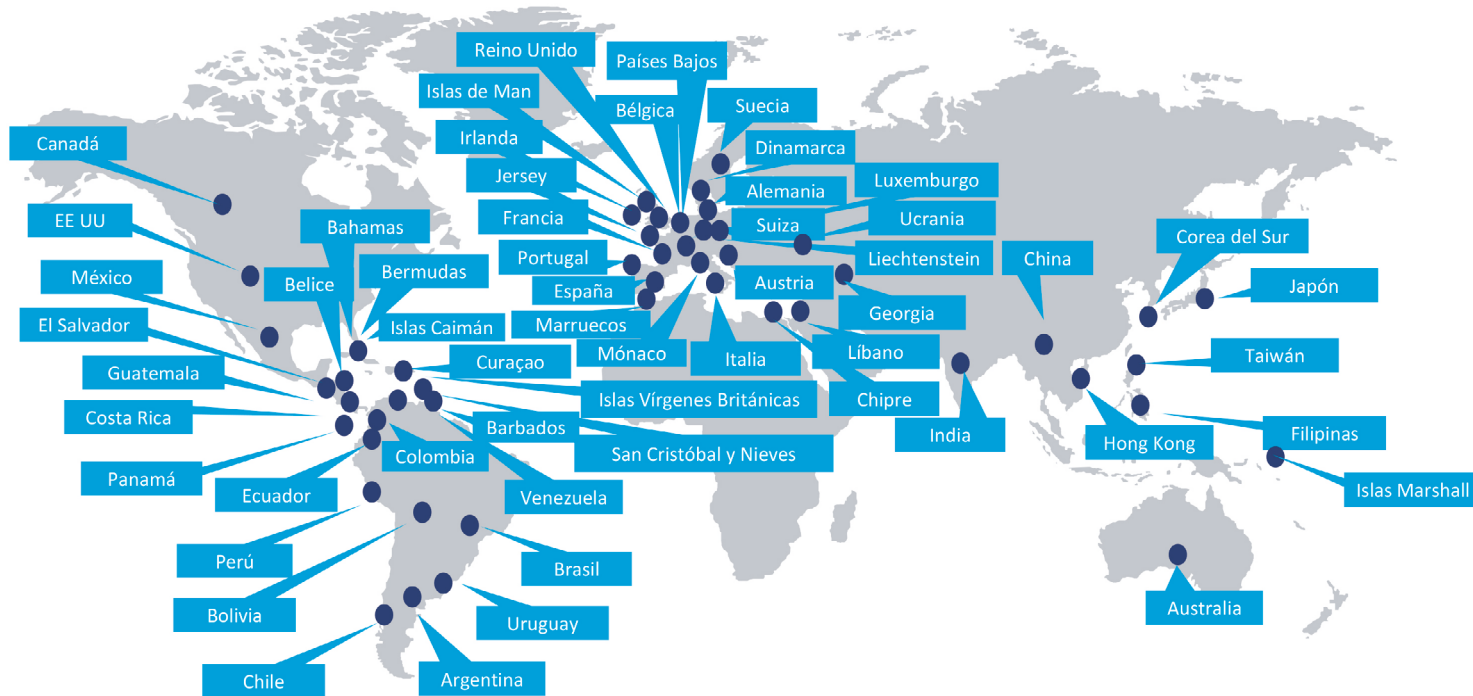 Reino Unido
Países Bajos
Islas de Man
Bélgica
Suecia
Canadá
Irlanda
Dinamarca
Jersey
Alemania
Luxemburgo
EE UU
Bahamas
Francia
Suiza
Ucrania
Corea del Sur
México
Belice
Bermudas
Portugal
Liechtenstein
China
España
Austria
Japón
El Salvador
Islas Caimán
Marruecos
Georgia
Guatemala
Curaçao
Mónaco
Italia
Líbano
Taiwán
Costa Rica
Islas Vírgenes Británicas
Chipre
Barbados
India
Filipinas
Panamá
Colombia
San Cristóbal y Nieves
Hong Kong
Ecuador
Venezuela
Islas Marshall
Perú
Brasil
Bolivia
Uruguay
Australia
Chile
Argentina